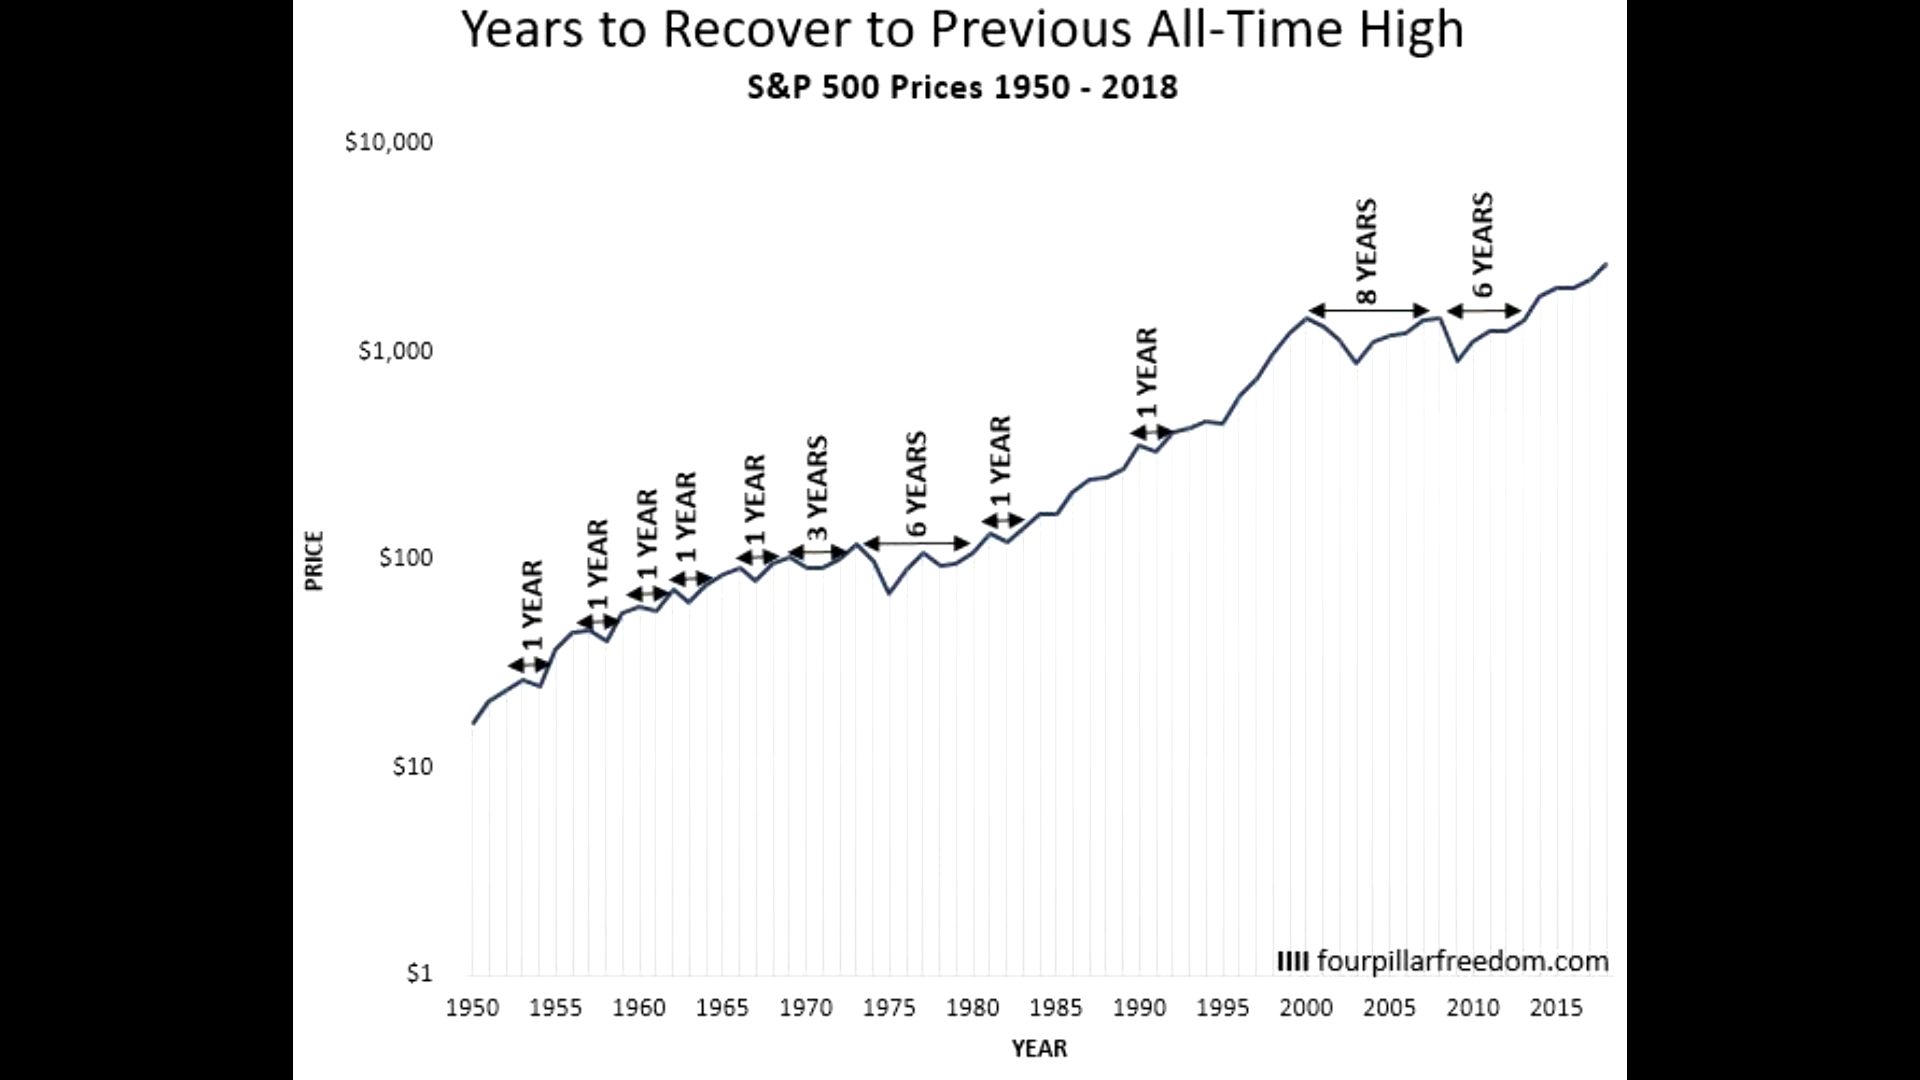 Years to Recover to Previous All-Time High
S&P 500 Prices 1950 - 2018
$10,000
$1,000
$100
$10
$1
PRICE
1 YEAR
1 YEAR
1 YEAR
1 YEAR
1 YEAR
3 YEARS
6 YEARS
1 YEAR
1 YEAR
8 YEARS
6 YEARS
fourpillarfreedom.com
1950 1955 1960 1965 1970 1975 1980 1985 1990 1995 2000 2005 2010 2015
YEAR